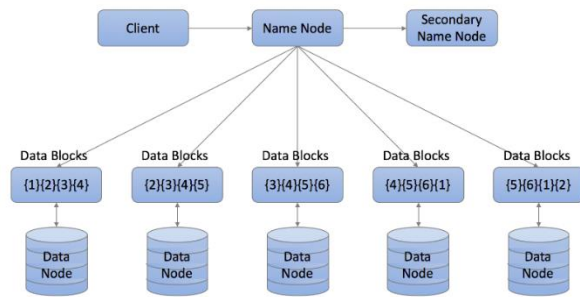 Client
Name Node
Secondary
Name Node
Data Blocks
Data Blocks
Data Blocks
Data Blocks
Data Blocks
{1}{2}{3}{4}
{2}{3}{4}{5}
{3}{4}{5}{6}
{4}{5}{6}{1}
{5}{6}{1}{2}
Data
Node
Data
Node
Data
Node
Data
Node
Data
Node